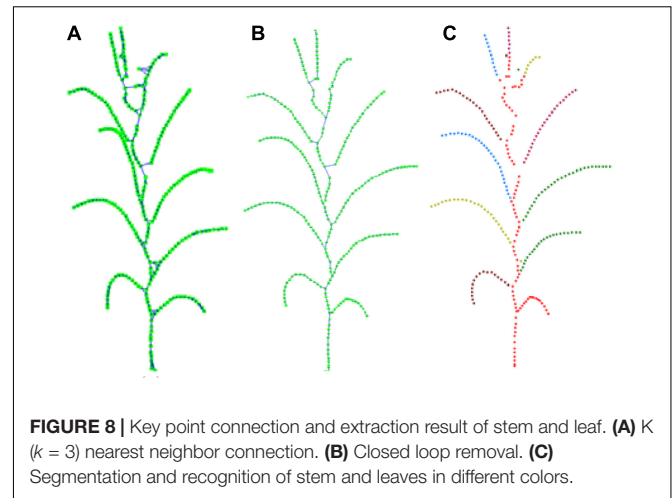 A B C
FIGURE 8 | Key point connection and extraction result of stem and leaf. (A) K
(k = 3) nearest neighbor connection. (B) Closed loop removal. (C)
Segmentation and recognition of stem and leaves in different colors.